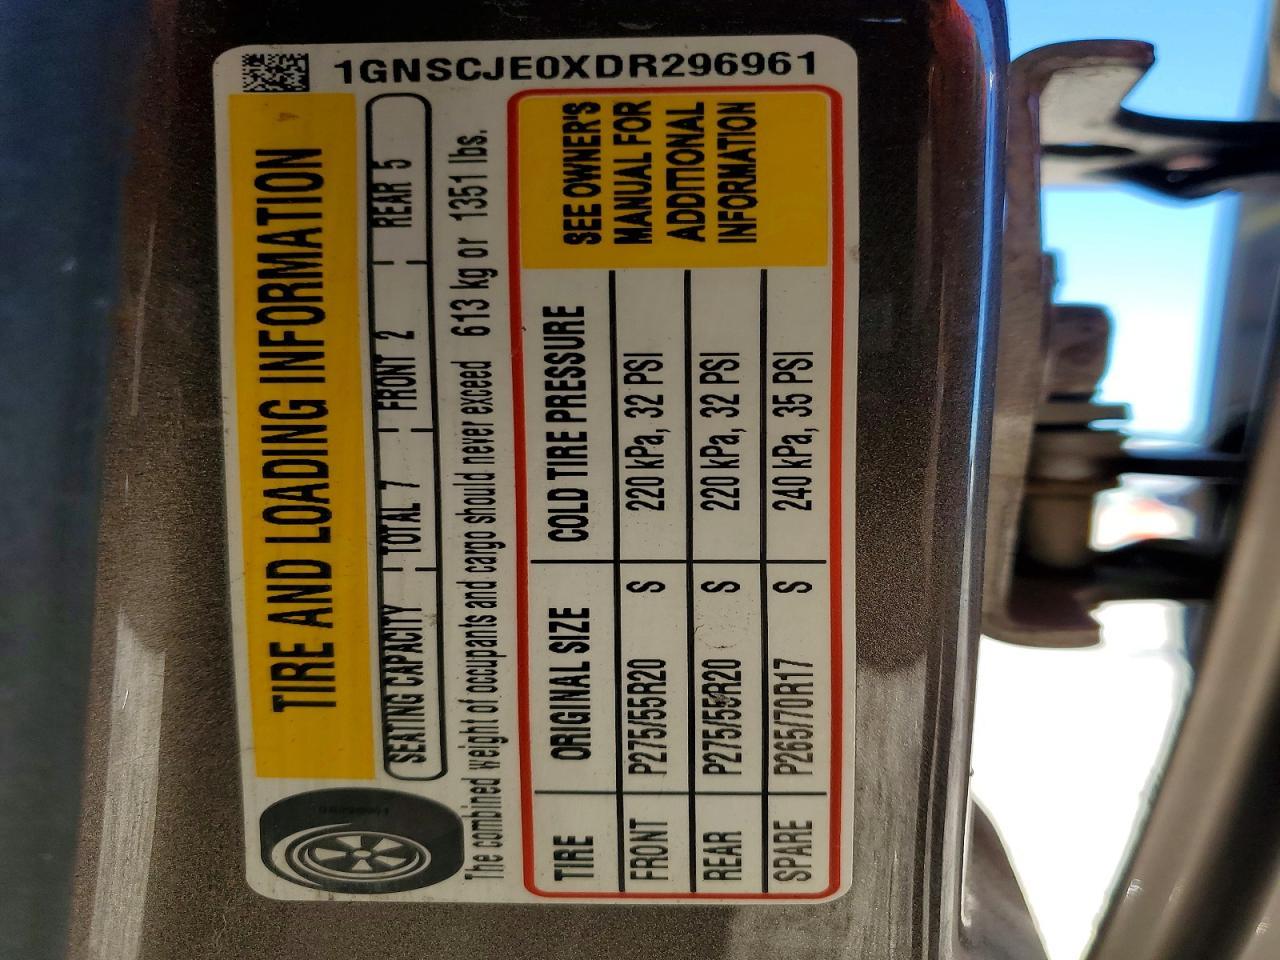 1GNSCJE0XDR296961
TIRE AND LOADING INFORMATION
SEATING CAPACITY TOTAL 7 FRONT 2 REAR 5
The combined weight of occupants and cargo should never exceed 613 kg or 1351 lbs.
TIRE ORIGINAL SIZE COLD TIRE PRESSURE
FRONT P275/55R20 S 220 kPa, 32 PSI
REAR P275/55R20 S 220 kPa, 32 PSI
SPARE P265/70R17 S 240 kPa, 35 PSI
SEE OWNER'S
MANUAL FOR
ADDITIONAL
INFORMATION